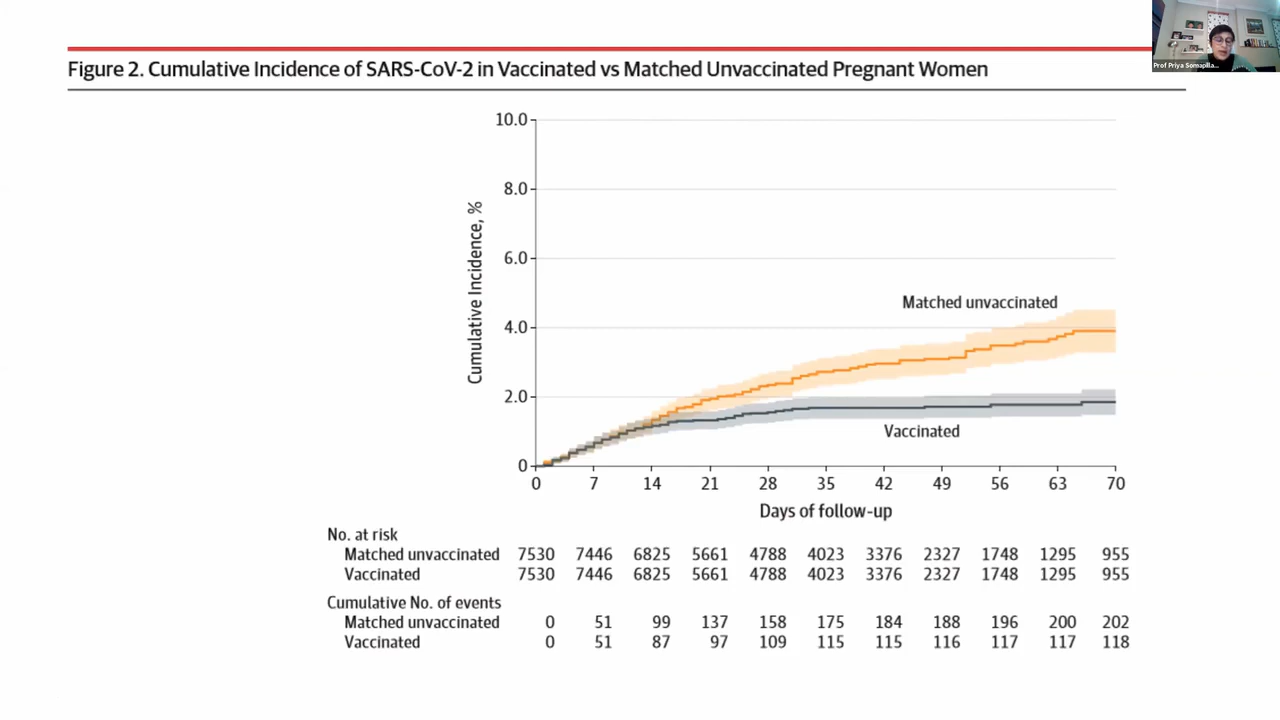 Prof Priya Somapilla...
Figure 2. Cumulative Incidence of SARS-CoV-2 in Vaccinated vs Matched Unvaccinated Pregnant Women
Cumulative Incidence, %
10.0
8.0
6.0
4.0
2.0
0
Matched unvaccinated
Vaccinated
0 7 14 21 28 35 42 49 56 63 70
Days of follow-up
No. at risk
Matched unvaccinated 7530 7446 6825 5661 4788 4023 3376 2327 1748 1295 955
Vaccinated 7530 7446 6825 5661 4788 4023 3376 2327 1748 1295 955
Cumulative No. of events
Matched unvaccinated 0 51 99 137 158 175 184 188 196 200 202
Vaccinated 0 51 87 97 109 115 115 116 117 117 118